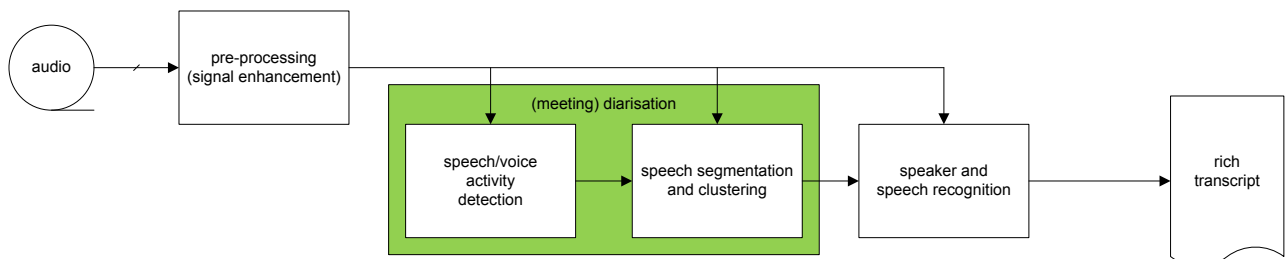 audio
pre-processing
(signal enhancement)
(meeting) diarisation
speech/voice
activity
detection
speech segmentation
and clustering
speaker and
speech recognition
rich
transcript